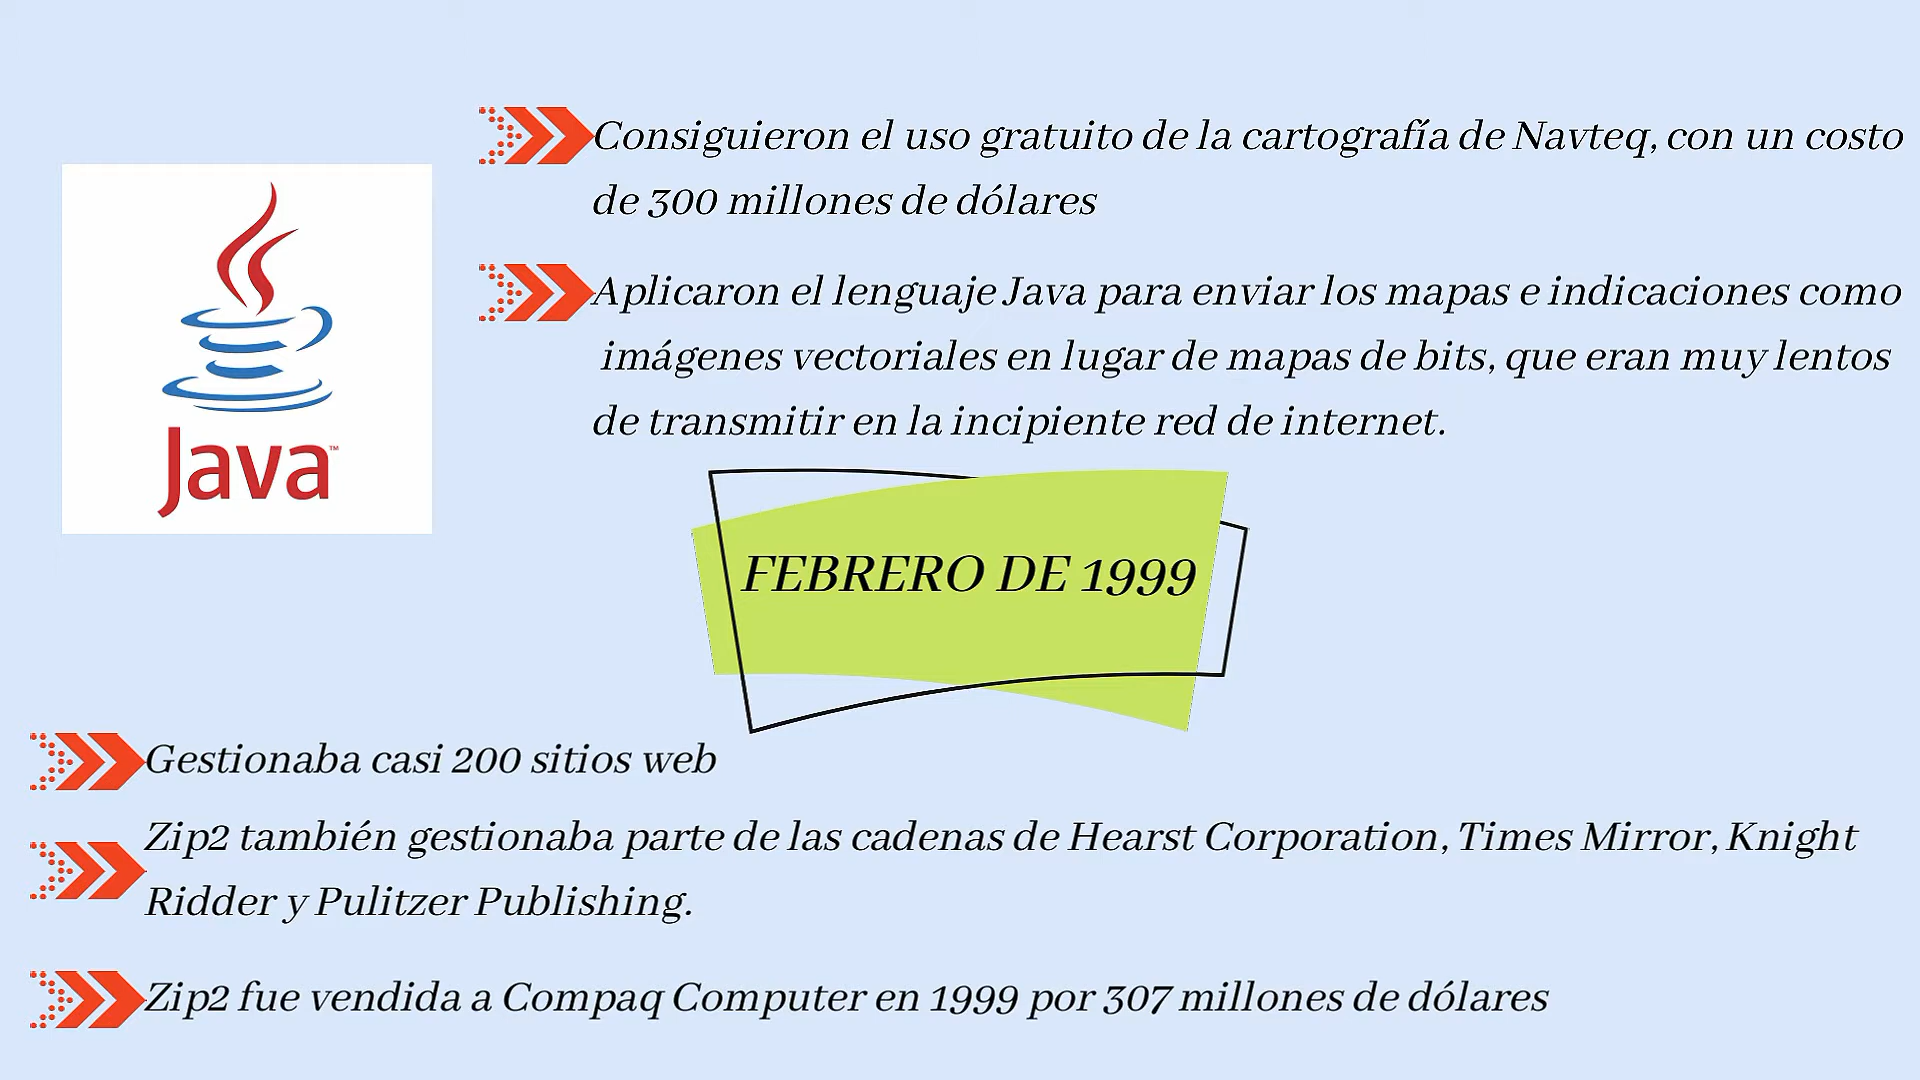 Consiguieron el uso gratuito de la cartografía de Navteq, con un costo
de 300 millones de dólares
Aplicaron el lenguaje Java para enviar los mapas e indicaciones como
imágenes vectoriales en lugar de mapas de bits, que eran muy lentos
de transmitir en la incipiente red de internet.
Java™
FEBRERO DE 1999
Gestionaba casi 200 sitios web
Zip2 también gestionaba parte de las cadenas de Hearst Corporation, Times Mirror, Knight
Ridder y Pulitzer Publishing.
Zip2 fue vendida a Compaq Computer en 1999 por 307 millones de dólares